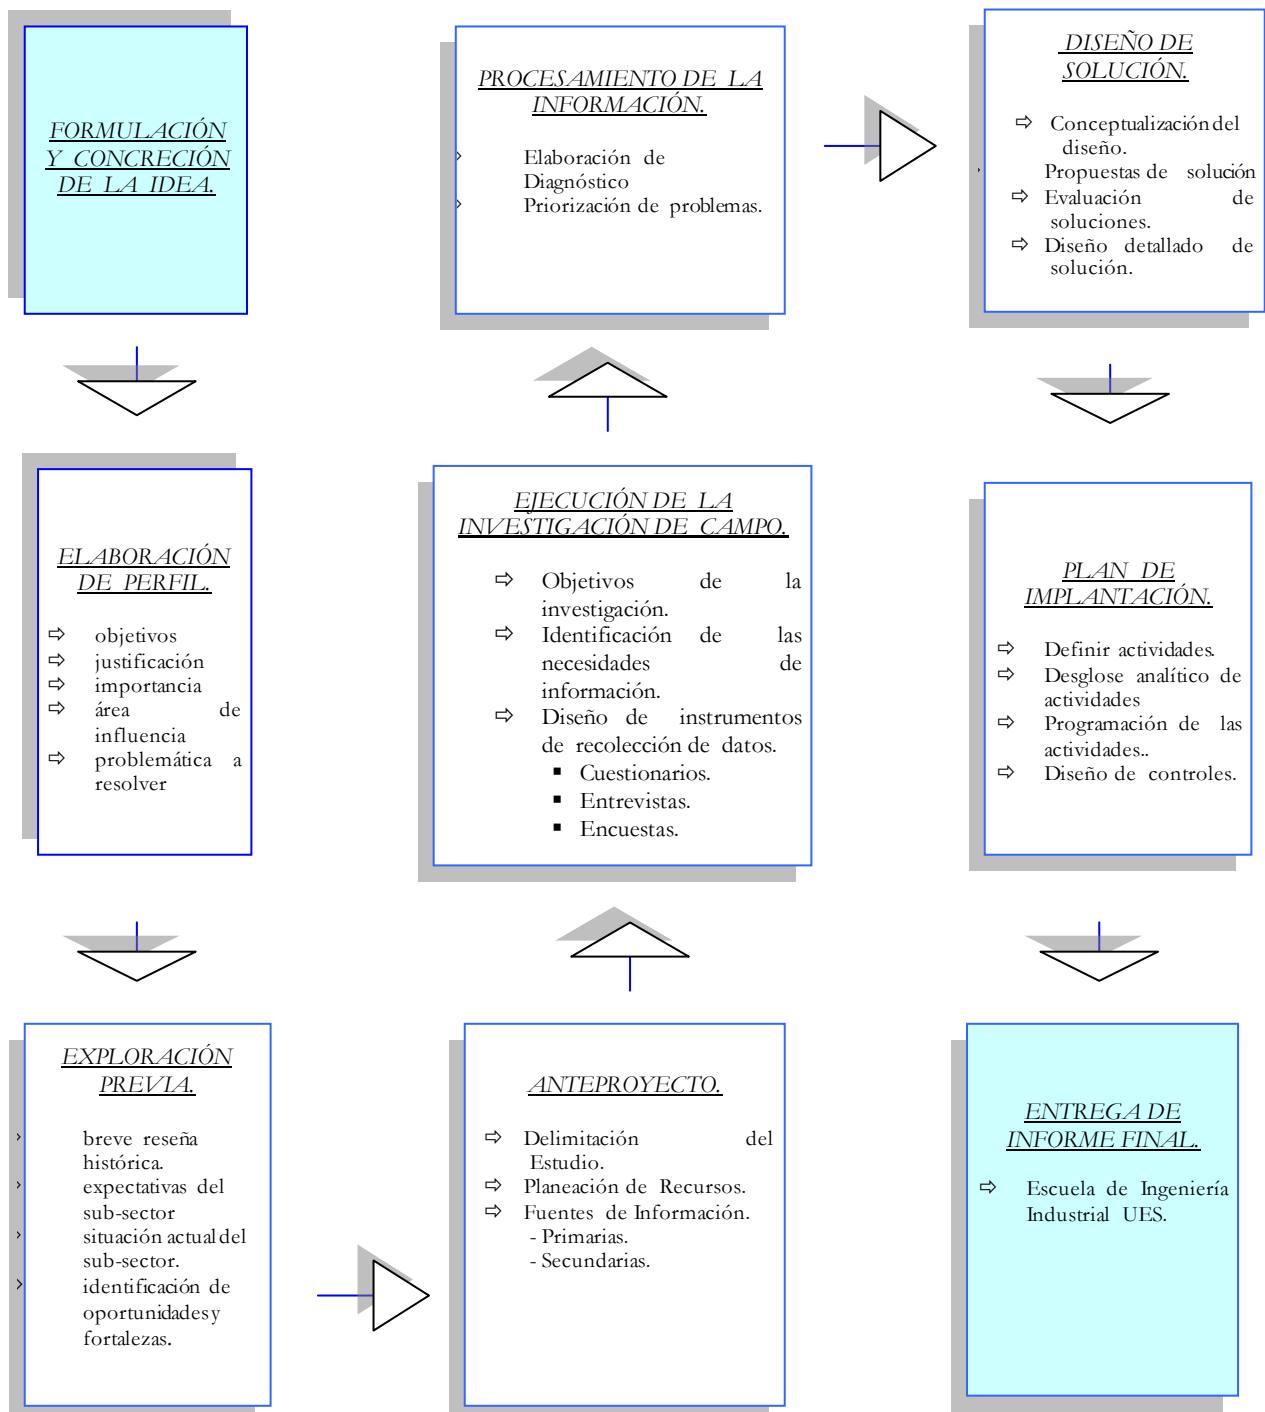 FORMULACIÓN
Y CONCRECIÓN
DE LA IDEA.
ELABORACIÓN
DE PERFIL.
⇨ objetivos
⇨ justificación
⇨ importancia
⇨ área de
influencia
⇨ problemática a
resolver
EXPLORACIÓN
PREVIA.
breve reseña
histórica.
expectativas del
sub-sector
situación actual del
sub-sector.
identificación de
oportunidades y
fortalezas.
ANTEPROYECTO.
⇨ Delimitación del
Estudio.
⇨ Planeación de Recursos.
⇨ Fuentes de Información.
- Primarias.
- Secundarias.
EJECUCIÓN DE LA
INVESTIGACIÓN DE CAMPO.
⇨ Objetivos de la
investigación.
⇨ Identificación de las
necesidades de
información.
⇨ Diseño de instrumentos
de recolección de datos.
▪ Cuestionarios.
▪ Entrevistas.
▪ Encuestas.
PROCESAMIENTO DE LA
INFORMACIÓN.
Elaboración de
Diagnóstico
Priorización de problemas.
DISEÑO DE
SOLUCIÓN.
⇨ Conceptualización del
diseño.
Propuestas de solución
⇨ Evaluación de
soluciones.
⇨ Diseño detallado de
solución.
PLAN DE
IMPLANTACIÓN.
⇨ Definir actividades.
⇨ Desglose analítico de
actividades
⇨ Programación de las
actividades..
⇨ Diseño de controles.
ENTREGA DE
INFORME FINAL.
⇨ Escuela de Ingeniería
Industrial UES.